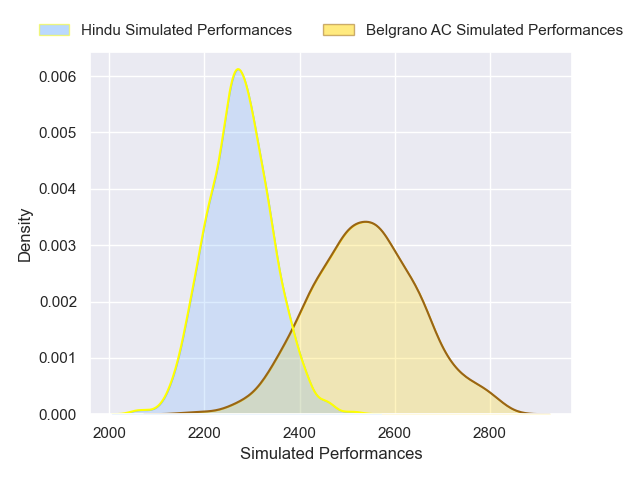 Hindu Simulated Performances
Belgrano AC Simulated Performances
0.006
0.005
0.004
0.003
0.002
0.001
0.000
Density
2000 2200 2400 2600 2800
Simulated Performances